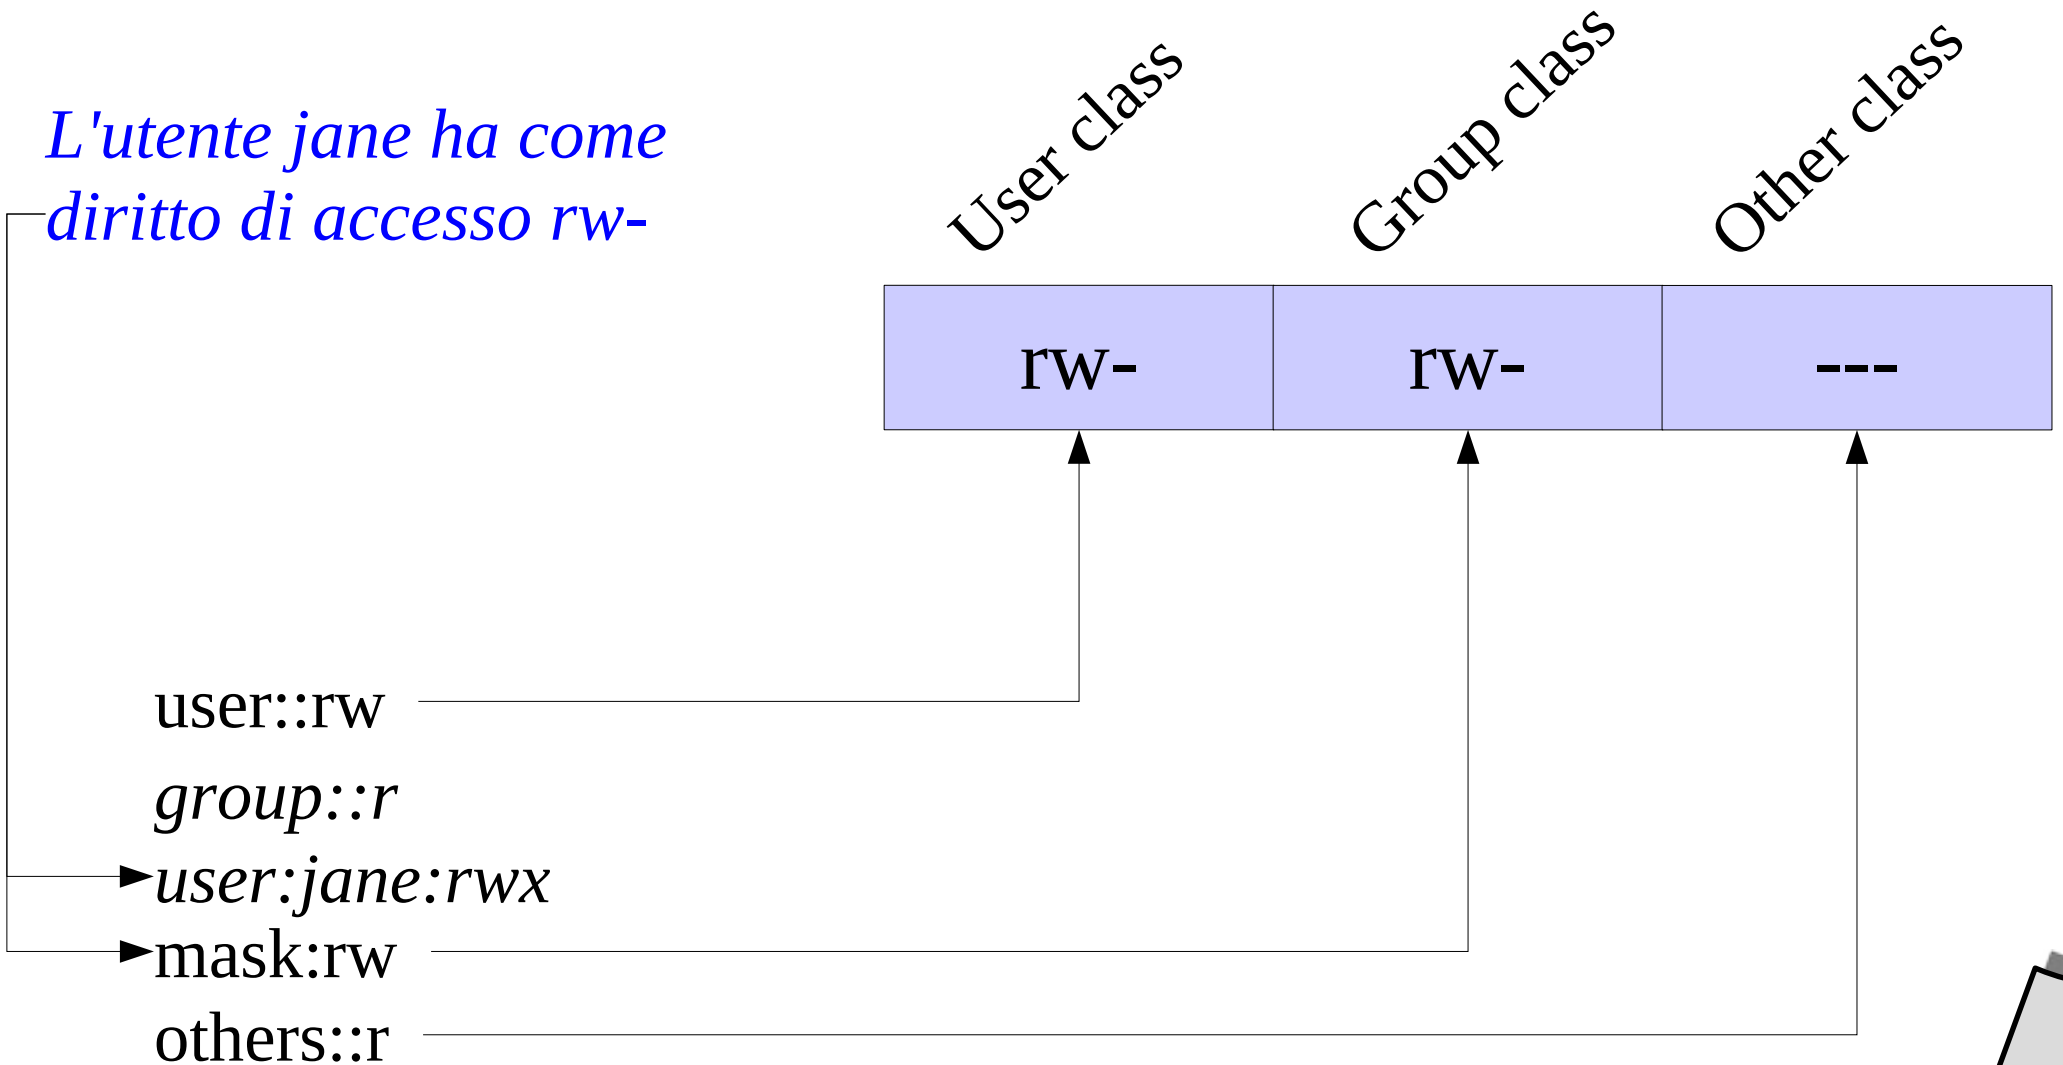 L'utente jane ha come
diritto di accesso rw-
User class
Group class
Other class
rw-
rw-
---
user::rw
group::r
user:jane:rwx
mask:rw
others::r